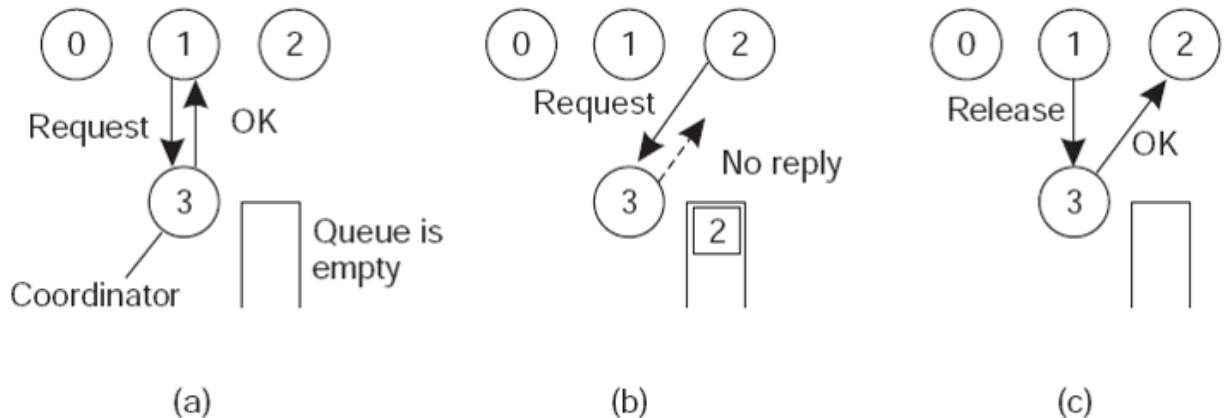 0 1 2
Request OK
3
Queue is
empty
Coordinator
(a)
0 1 2
Request
No reply
3
2
(b)
0 1 2
Release
OK
3
(c)